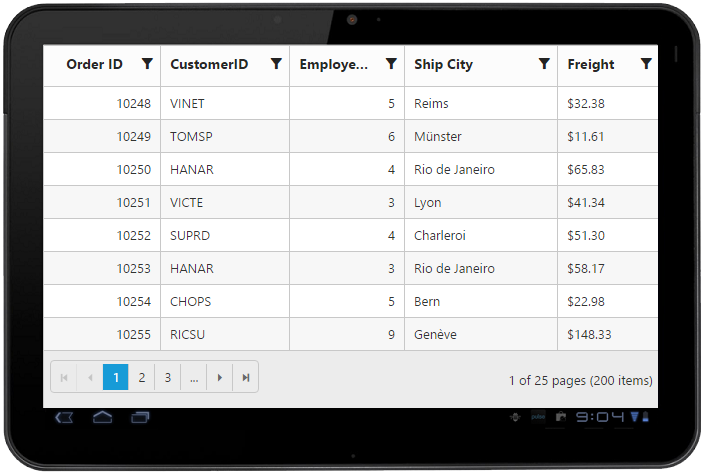 Order ID CustomerID Employe... Ship City Freight
10248 VINET 5 Reims $32.38
10249 TOMSP 6 Münster $11.61
10250 HANAR 4 Rio de Janeiro $65.83
10251 VICTE 3 Lyon $41.34
10252 SUPRD 4 Charleroi $51.30
10253 HANAR 3 Rio de Janeiro $58.17
10254 CHOPS 5 Bern $22.98
10255 RICSU 9 Genève $148.33
1 2 3 ... 1 of 25 pages (200 items)
9:04